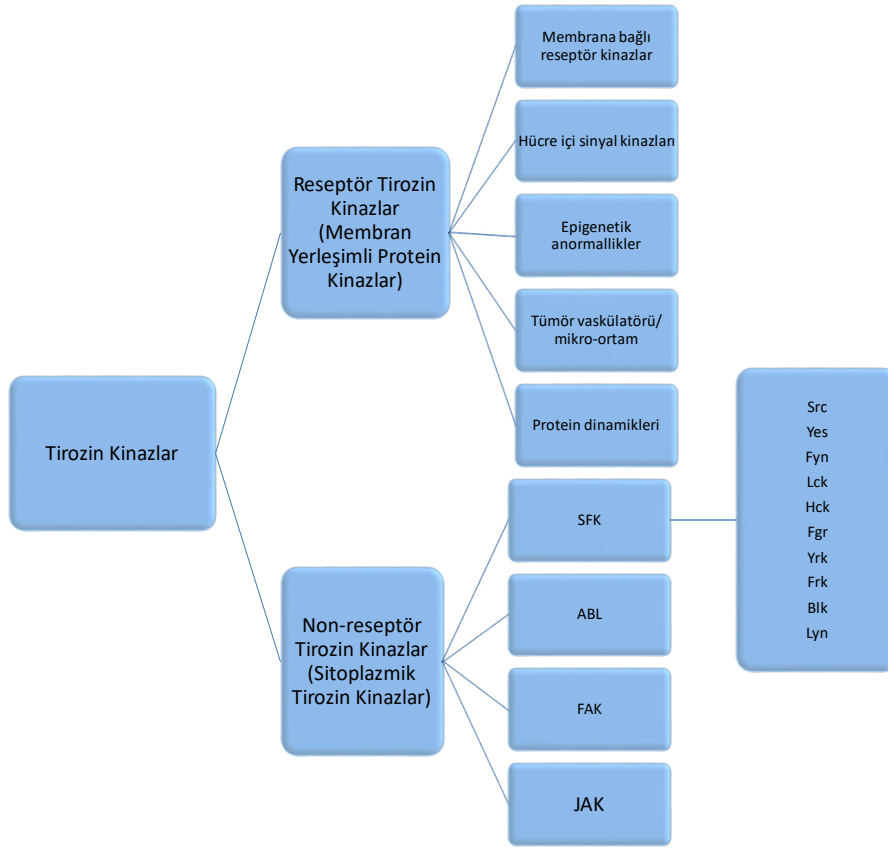 Tirozin Kinazlar
Reseptör Tirozin
Kinazlar
(Membran
Yerleşimli Protein
Kinazlar)
Membrana bağlı
reseptör kinazlar
Hücre içi sinyal kinazları
Epigenetik
anormallikler
Tümör vaskülatörü/
mikro-ortam
Protein dinamikleri
Non-reseptör
Tirozin Kinazlar
(Sitoplazmik
Tirozin Kinazlar)
SFK
ABL
FAK
JAK
Src
Yes
Fyn
Lck
Hck
Fgr
Yrk
Frk
Blk
Lyn